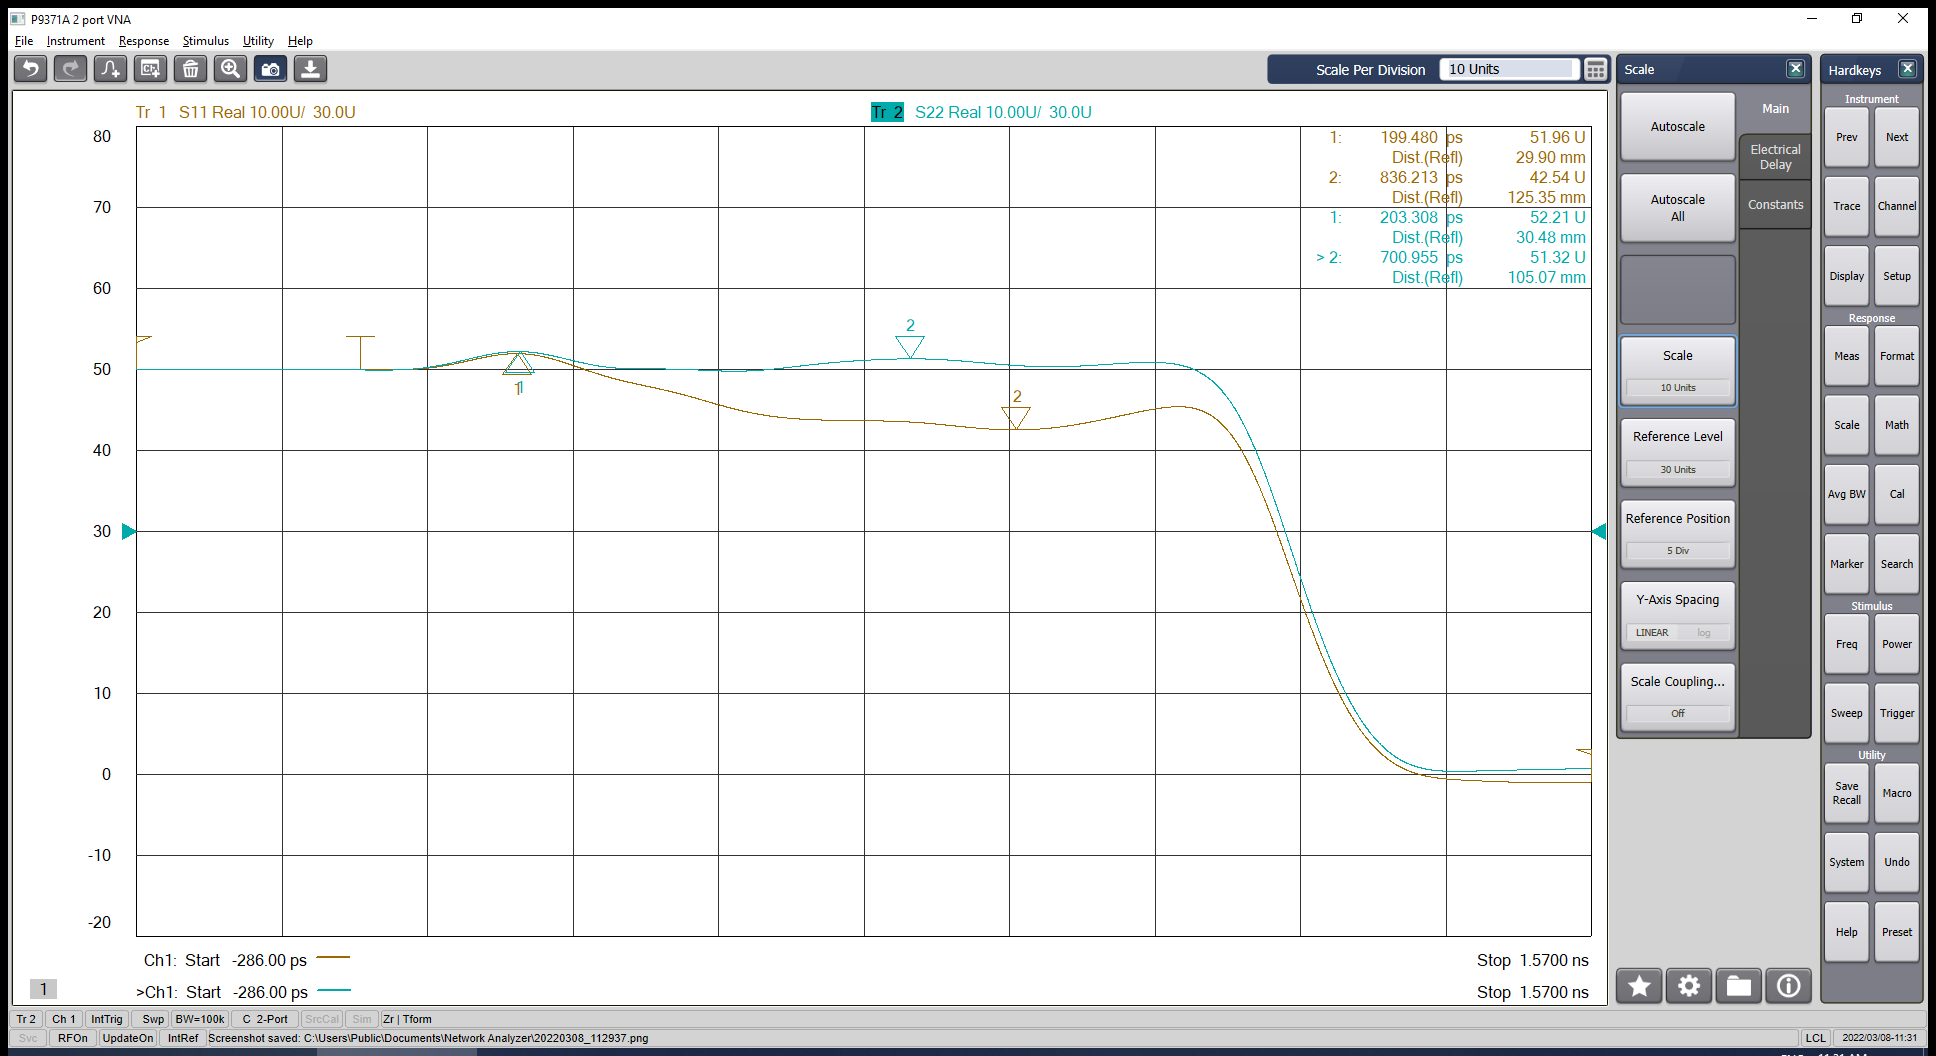 P9371A 2 port VNA
File Instrument Response Stimulus Utility Help
Scale Per Division 10 Units
Scale
Hardkeys
Tr 1 S11 Real 10.00U/ 30.0U
Tr 2 S22 Real 10.00U/ 30.0U
80
70
60
50
40
30
20
10
0
-10
-20
1: 199.480 ps 51.96 U
Dist.(Refl) 29.90 mm
2: 836.213 ps 42.54 U
Dist.(Refl) 125.35 mm
1: 203.308 ps 52.21 U
Dist.(Refl) 30.48 mm
> 2: 700.955 ps 51.32 U
Dist.(Refl) 105.07 mm
2
2
1
1
Ch1: Start -286.00 ps
Stop 1.5700 ns
>Ch1: Start -286.00 ps
Stop 1.5700 ns
1
Autoscale
Autoscale
All
Scale
10 Units
Reference Level
30 Units
Reference Position
5 Div
Y-Axis Spacing
LINEAR log
Scale Coupling...
Off
Main
Electrical
Delay
Constants
Instrument
Prev Next
Trace Channel
Display Setup
Response
Meas Format
Scale Math
Avg BW Cal
Marker Search
Stimulus
Freq Power
Sweep Trigger
Utility
Save
Recall
Macro
System Undo
Help Preset
Tr 2 Ch 1 IntTrig Swp BW=100k C 2-Port SrcCal Sim Zr | Tform
Svc RFOn UpdateOn IntRef Screenshot saved: C:\Users\Public\Documents\Network Analyzer\20220308_112937.png
LCL 2022/03/08-11:31